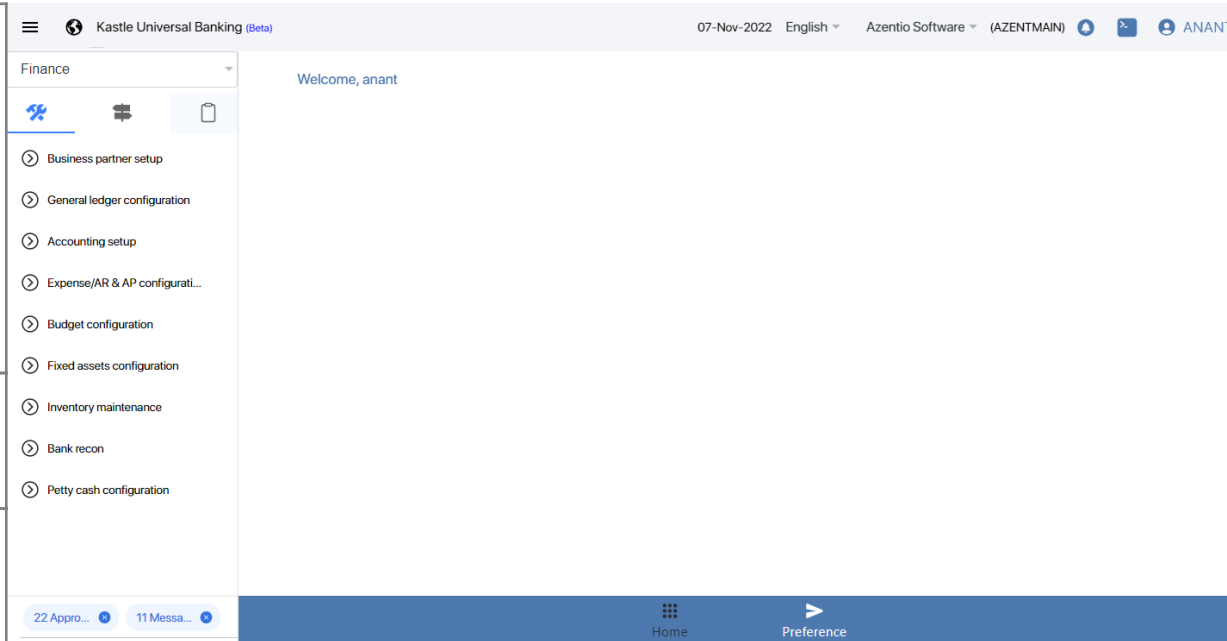 Kastle Universal Banking (Beta)
07-Nov-2022 English Azentio Software (AZENTMAIN) ANANT
Finance
Welcome, anant
Business partner setup
General ledger configuration
Accounting setup
Expense/AR & AP configurati...
Budget configuration
Fixed assets configuration
Inventory maintenance
Bank recon
Petty cash configuration
22 Appro... 11 Messa...
Home Preference